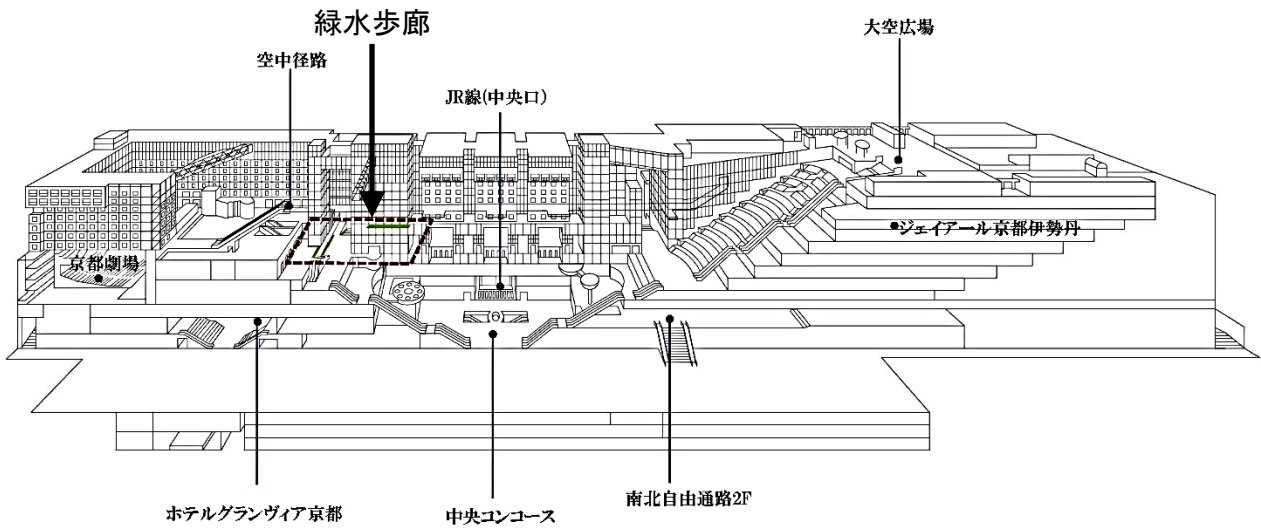 緑水歩廊
大空広場
空中径路
JR線(中央口)
ジェイアール京都伊勢丹
京都劇場
南北自由通路2F
ホテルグランヴィア京都
中央コンコース